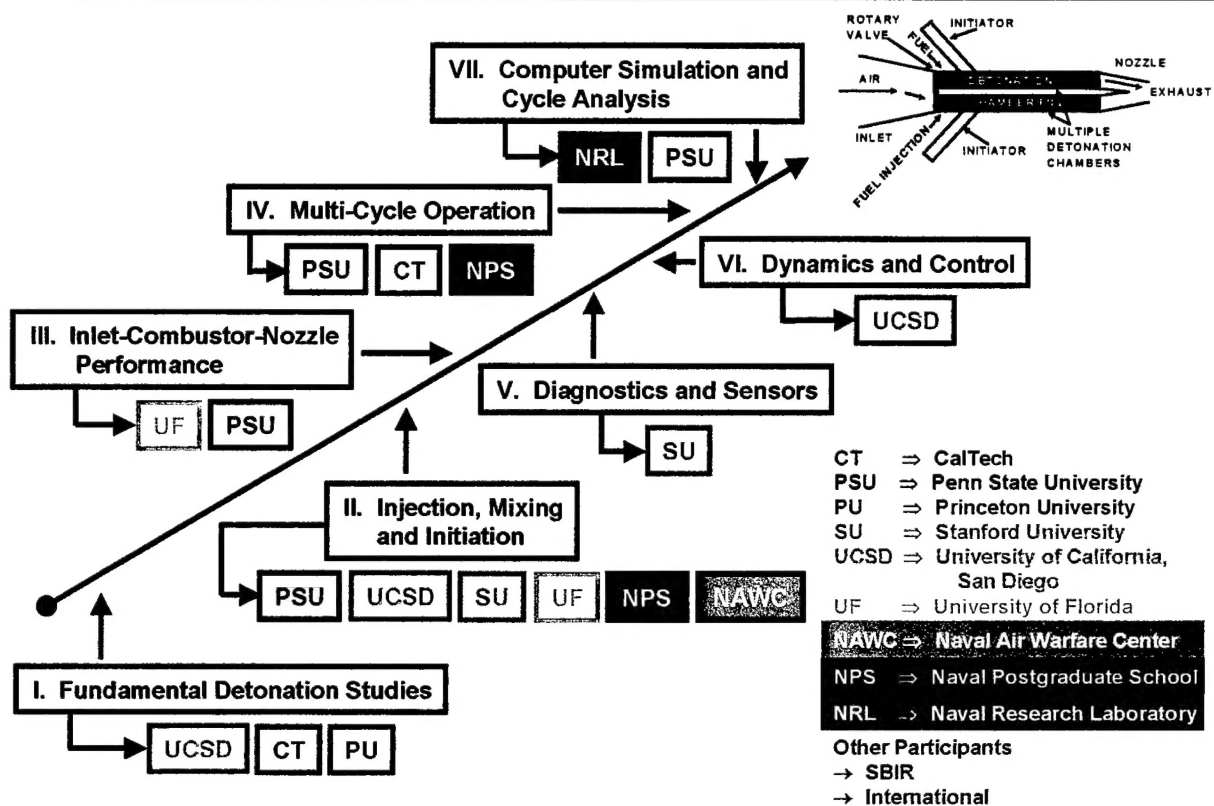 VII. Computer Simulation and
Cycle Analysis
NRL PSU
IV. Multi-Cycle Operation
PSU CT NPS
III. Inlet-Combustor-Nozzle
Performance
UF PSU
II. Injection, Mixing
and Initiation
PSU UCSD SU UF NPS NAWC
I. Fundamental Detonation Studies
UCSD CT PU
VI. Dynamics and Control
UCSD
V. Diagnostics and Sensors
SU
ROTARY
VALVE
FUEL
INITIATOR
AIR
INLET
FUEL INJECTION
INITIATOR
DETONATION
NOZZLE
EXHAUST
MULTIPLE
DETONATION
CHAMBERS
CT ⇒ CalTech
PSU ⇒ Penn State University
PU ⇒ Princeton University
SU ⇒ Stanford University
UCSD ⇒ University of California,
San Diego
UF ⇒ University of Florida
NAWC ⇒ Naval Air Warfare Center
NPS ⇒ Naval Postgraduate School
NRL ⇒ Naval Research Laboratory
Other Participants
→ SBIR
→ International